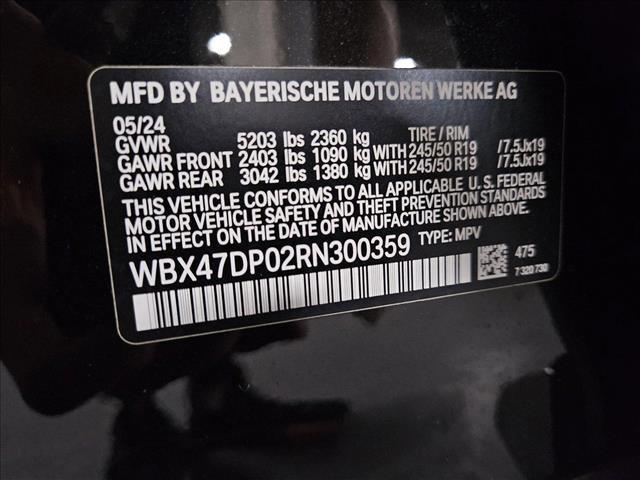 MFD BY BAYERISCHE MOTOREN WERKE AG
05/24
GVWR 5203 lbs 2360 kg TIRE / RIM
GAWR FRONT 2403 lbs 1090 kg WITH 245/50 R19 /7.5Jx19
GAWR REAR 3042 lbs 1380 kg WITH 245/50 R19 /7.5Jx19
THIS VEHICLE CONFORMS TO ALL APPLICABLE U. S. FEDERAL
MOTOR VEHICLE SAFETY AND THEFT PREVENTION STANDARDS
IN EFFECT ON THE DATE OF MANUFACTURE SHOWN ABOVE.
WBX47DP02RN300359 TYPE: MPV
475
7 320 730